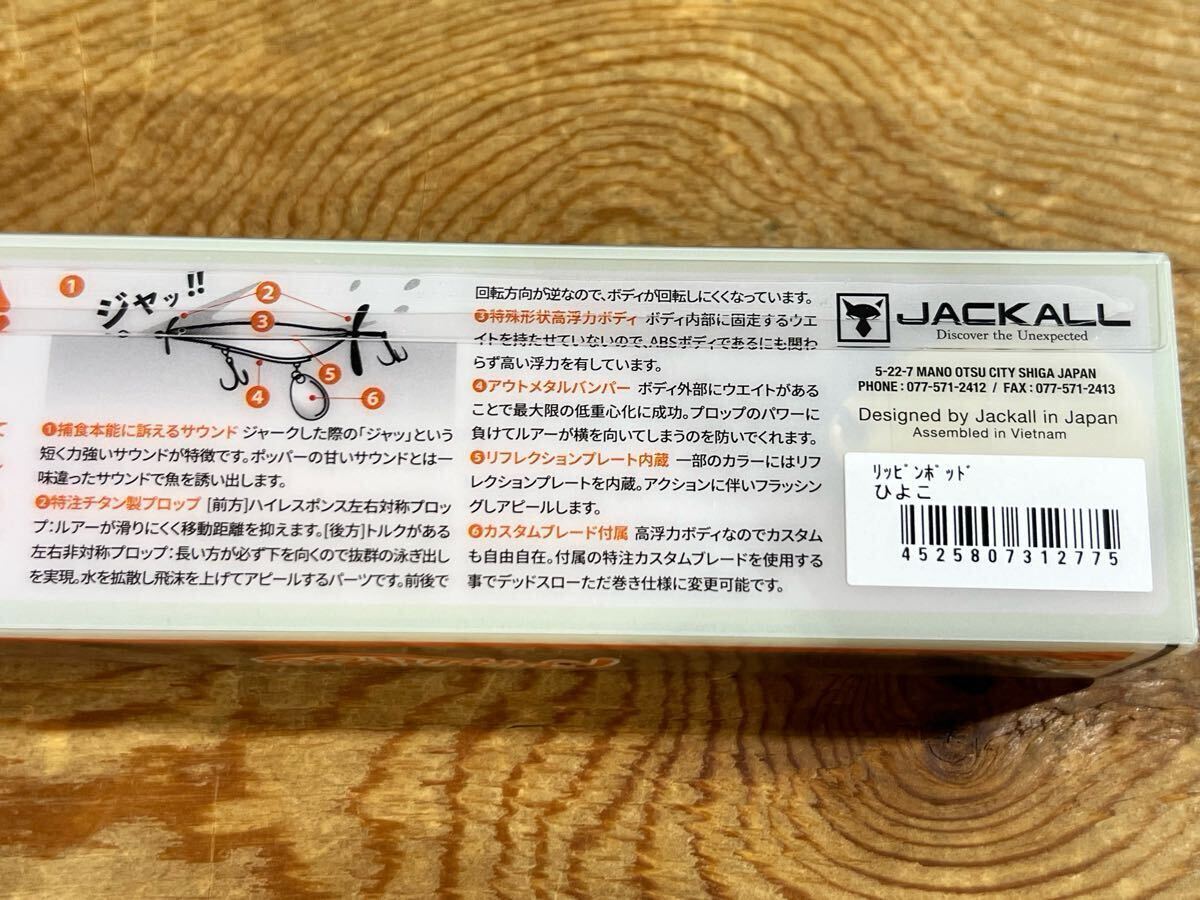 ❶
ジャッ!!
❷
❸
❹
❺
❻
❶捕食本能に訴えるサウンド ジャークした際の「ジャッ」という
短く力強いサウンドが特徴です。ポッパーの甘いサウンドとは一
味違ったサウンドで魚を誘い出します。
❷特注チタン製プロップ [前方]ハイレスポンス左右対称プロッ
プ:ルアーが滑りにくく移動距離を抑えます。[後方]トルクがある
左右非対称プロップ:長い方が必ず下を向くので抜群の泳ぎ出し
を実現。水を拡散し飛沫を上げてアピールするパーツです。前後で
回転方向が逆なので、ボディが回転しにくくなっています。
❸特殊形状高浮力ボディ ボディ内部に固定するウエ
イトを持たせていないので、ABSボディであるにも関わ
らず高い浮力を有しています。
❹アウトメタルバンパー ボディ外部にウエイトがある
ことで最大限の低重心化に成功。プロップのパワーに
負けてルアーが横を向いてしまうのを防いでくれます。
❺リフレクションプレート内蔵 一部のカラーにはリフ
レクションプレートを内蔵。アクションに伴いフラッシン
グしアピールします。
❻カスタムブレード付属 高浮力ボディなのでカスタム
も自由自在。付属の特注カスタムブレードを使用する
事でデッドスローただ巻き仕様に変更可能です。
JACKALL
Discover the Unexpected
5-22-7 MANO OTSU CITY SHIGA JAPAN
PHONE : 077-571-2412 / FAX : 077-571-2413
Designed by Jackall in Japan
Assembled in Vietnam
ﾘｯﾋﾟﾝﾎﾟｯﾄﾞ
ひよこ
4525807312775